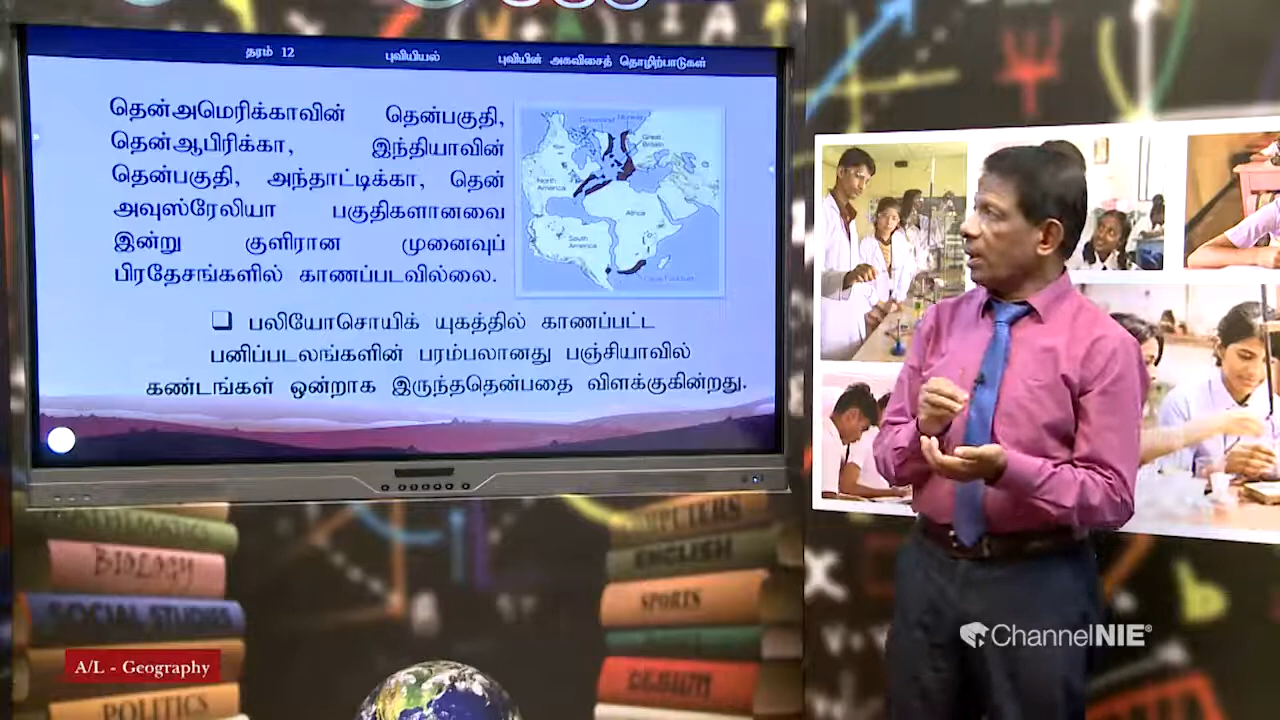 தரம் 12 புவியியல் புவியின் அகவிசைத் தொழிற்பாடுகள்
தென்அமெரிக்காவின் தென்பகுதி,
தென்ஆபிரிக்கா, இந்தியாவின்
தென்பகுதி, அந்தாட்டிக்கா, தென்
அவுஸ்ரேலியா பகுதிகளானவை
இன்று குளிரான முனைவுப்
பிரதேசங்களில் காணப்படவில்லை.
Greenland Norway
Great
Britain
North
America
Africa
South
America
❑ பலியோசொயிக் யுகத்தில் காணப்பட்ட
பனிப்படலங்களின் பரம்பலானது பஞ்சியாவில்
கண்டங்கள் ஒன்றாக இருந்ததென்பதை விளக்குகின்றது.
MATHEMATICS
BIOLOGY
SOCIAL STUDIES
POLITICS
COMPUTERS
ENGLISH
SPORTS
A/L - Geography
ChannelNIE®